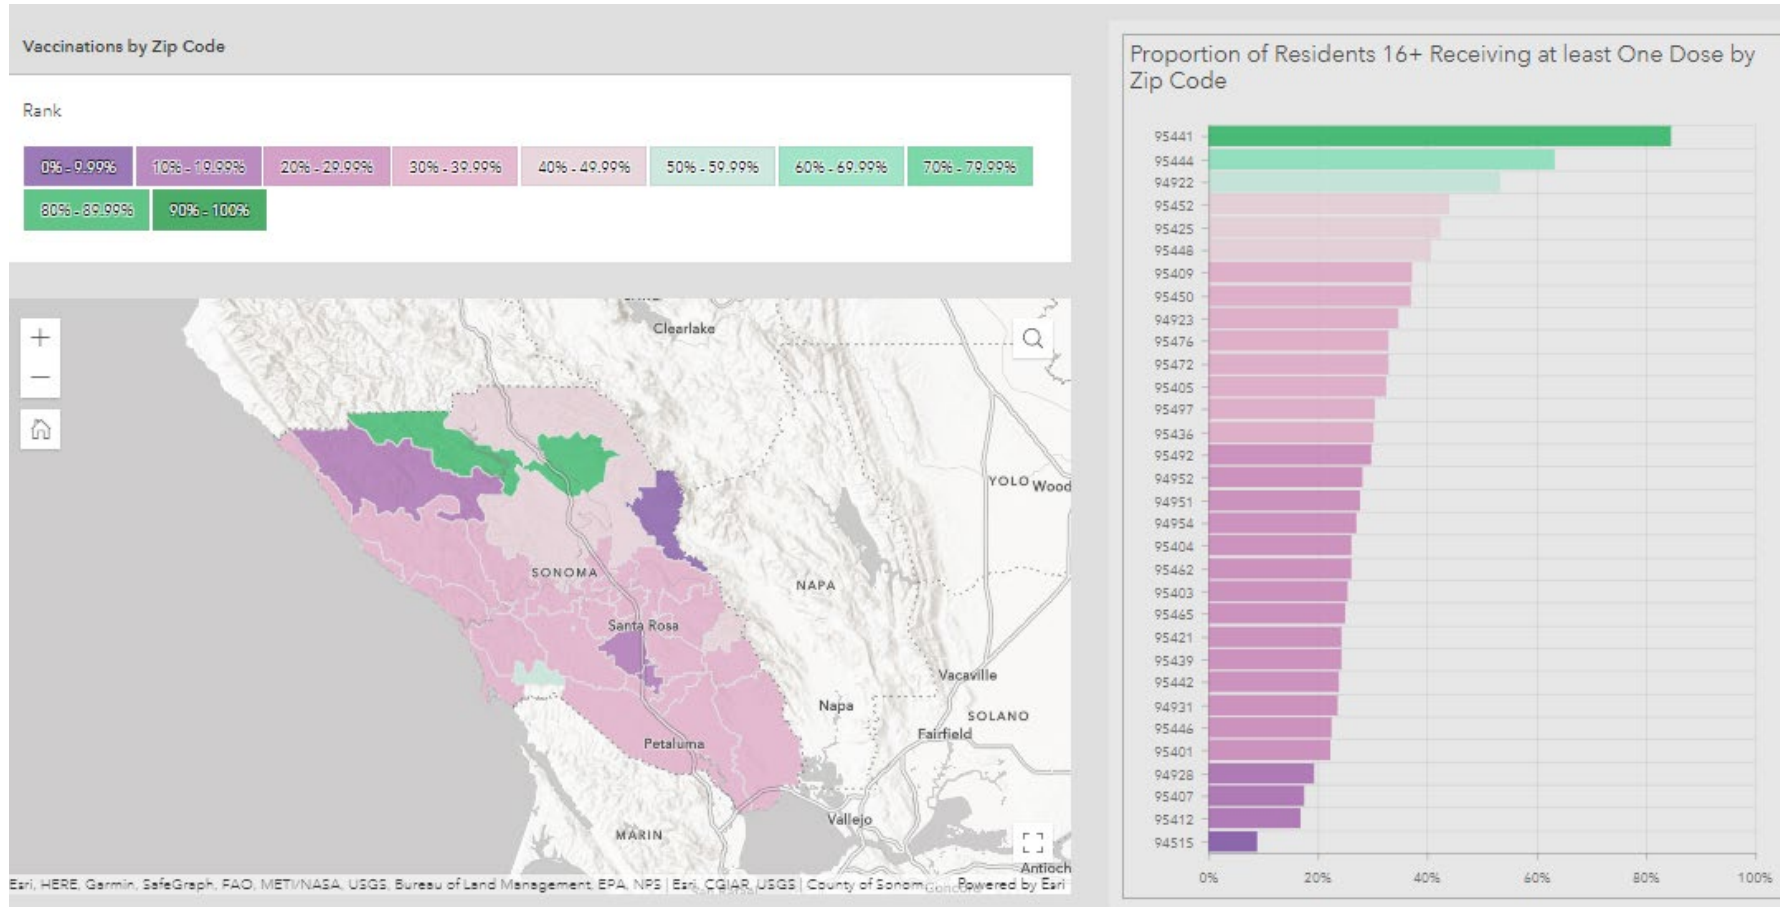 Vaccinations by Zip Code
Rank
0% - 9.99%
10% - 19.99%
20% - 29.99%
30% - 39.99%
40% - 49.99%
50% - 59.99%
60% - 69.99%
70% - 79.99%
80% - 89.99%
90% - 100%
+
−
Clearlake
YOLO
Wood
SONOMA
NAPA
Santa Rosa
Vacaville
Napa
SOLANO
Fairfield
Petaluma
Vallejo
MARIN
Antioch
Esri, HERE, Garmin, SafeGraph, FAO, METI/NASA, USGS, Bureau of Land Management, EPA, NPS | Esri, CGIAR, USGS | County of Sonom
Powered by Esri
Proportion of Residents 16+ Receiving at least One Dose by
Zip Code
95441
95444
94922
95452
95425
95448
95409
95450
94923
95476
95472
95405
95497
95436
95492
94952
94951
94954
95404
95462
95403
95465
95421
95439
95442
94931
95446
95401
94928
95407
95412
94515
0%
20%
40%
60%
80%
100%